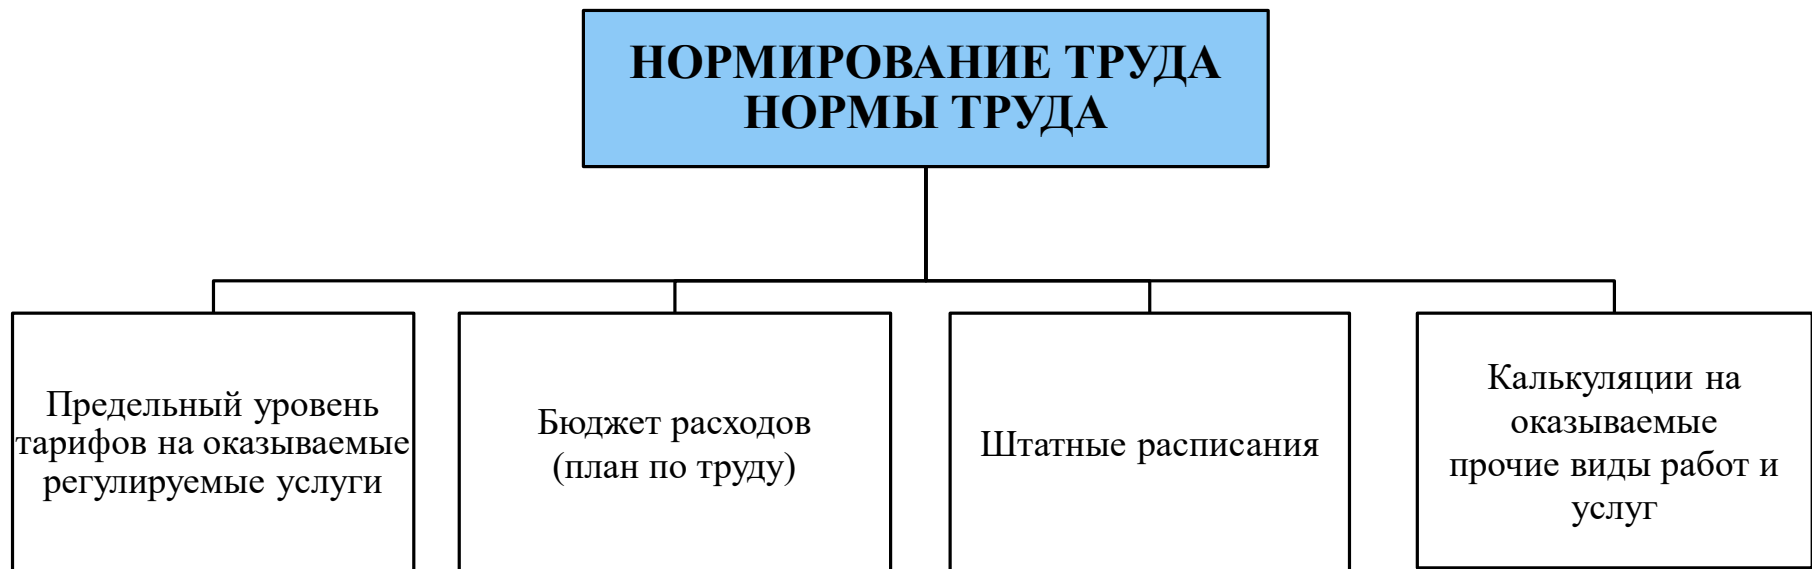 НОРМИРОВАНИЕ ТРУДА
НОРМЫ ТРУДА
Предельный уровень
тарифов на оказываемые
регулируемые услуги
Бюджет расходов
(план по труду)
Штатные расписания
Калькуляции на
оказываемые
прочие виды работ и
услуг